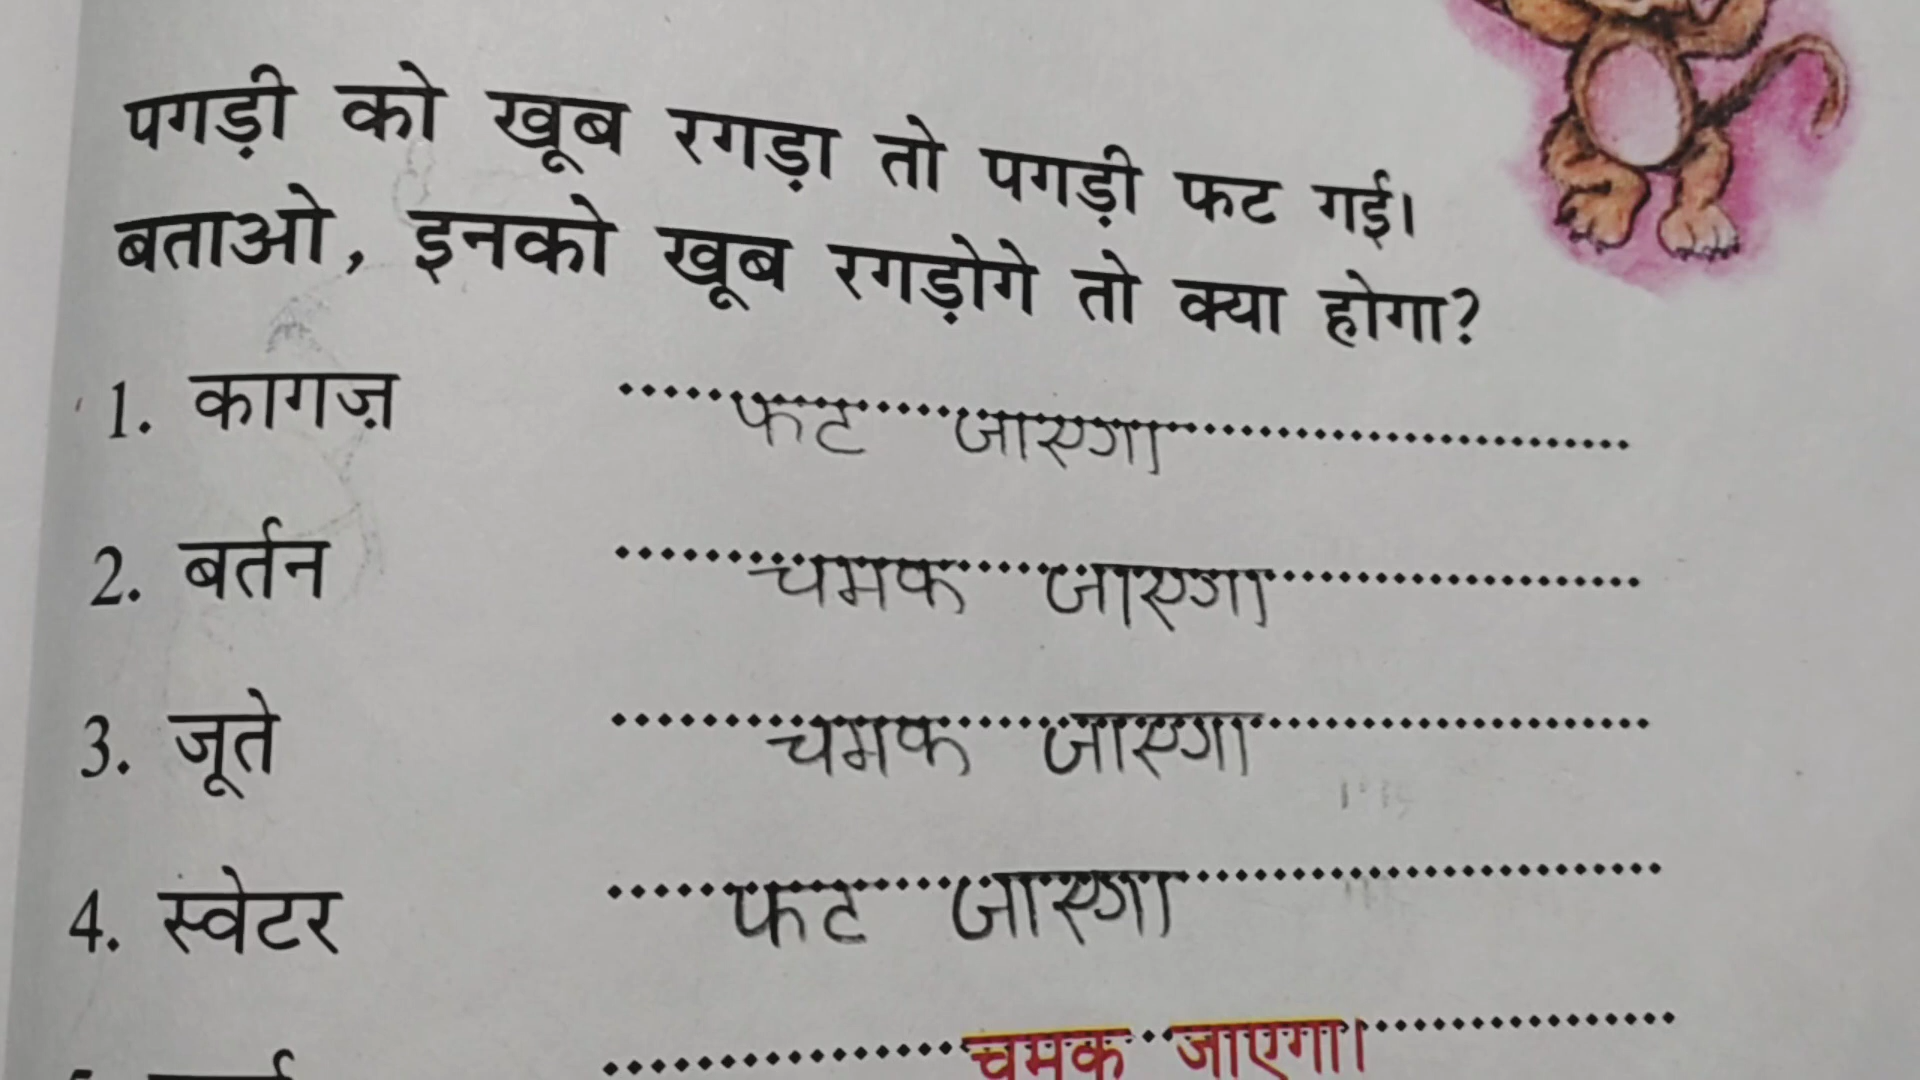 पगड़ी को खूब रगड़ा तो पगड़ी फट गई।
बताओ, इनको खूब रगड़ोगे तो क्या होगा?
1. कागज़ फट जाएगा
2. बर्तन चमक जाएगा
3. जूते चमक जाएगा
4. स्वेटर फट जाएगा
चमक जाएगा।